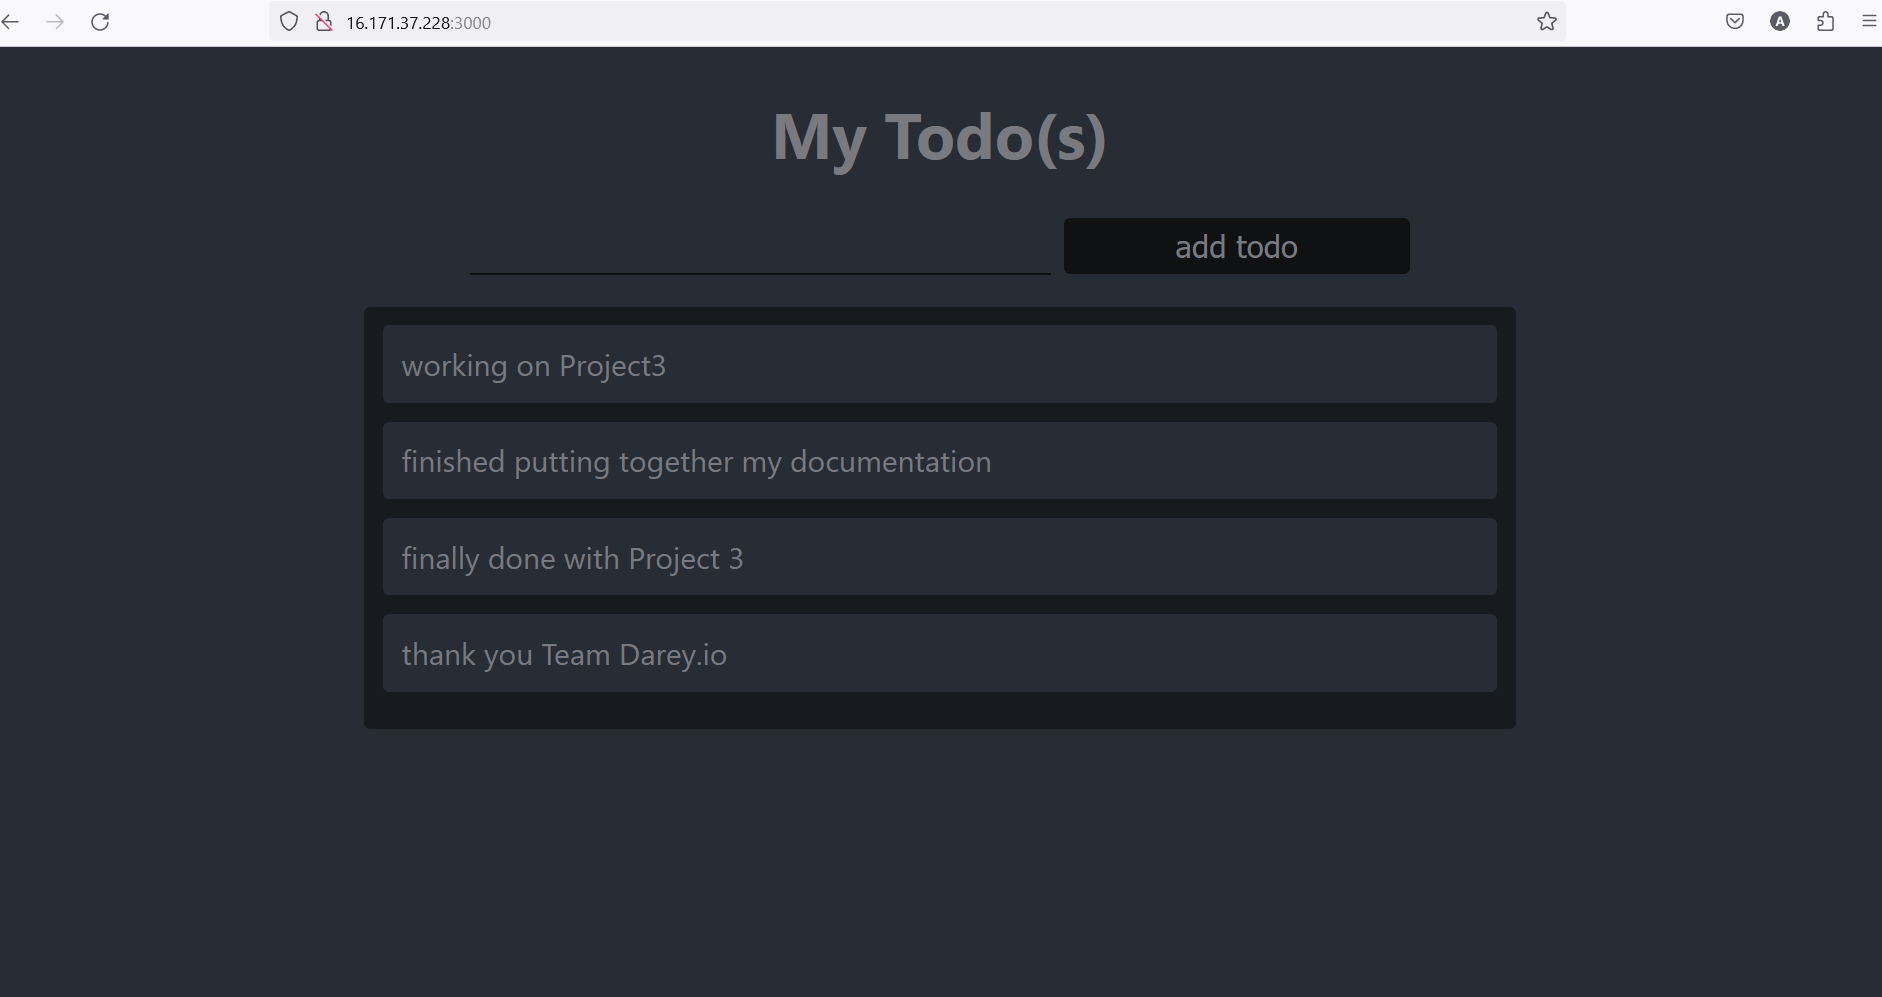 16.171.37.228:3000
A
My Todo(s)
add todo
working on Project3
finished putting together my documentation
finally done with Project 3
thank you Team Darey.io